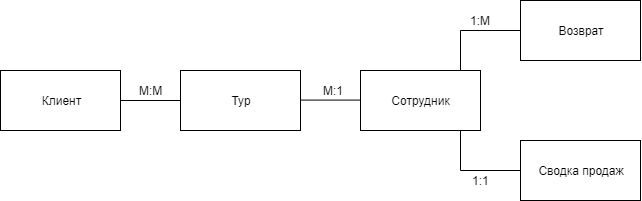 1:М
Возврат
Клиент
М:М
Тур
М:1
Сотрудник
1:1
Сводка продаж